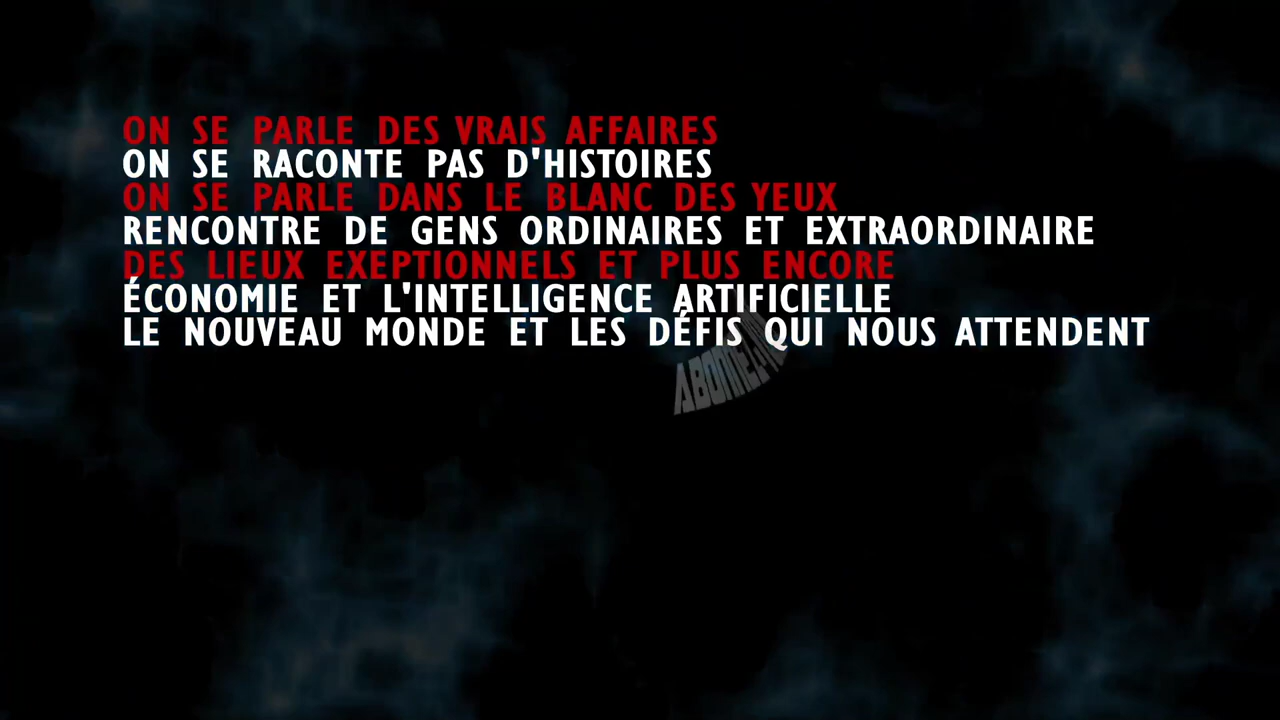 ON SE PARLE DES VRAIS AFFAIRES
ON SE RACONTE PAS D'HISTOIRES
ON SE PARLE DANS LE BLANC DES YEUX
RENCONTRE DE GENS ORDINAIRES ET EXTRAORDINAIRE
DES LIEUX EXEPTIONNELS ET PLUS ENCORE
ÉCONOMIE ET L'INTELLIGENCE ARTIFICIELLE
LE NOUVEAU MONDE ET LES DÉFIS QUI NOUS ATTENDENT